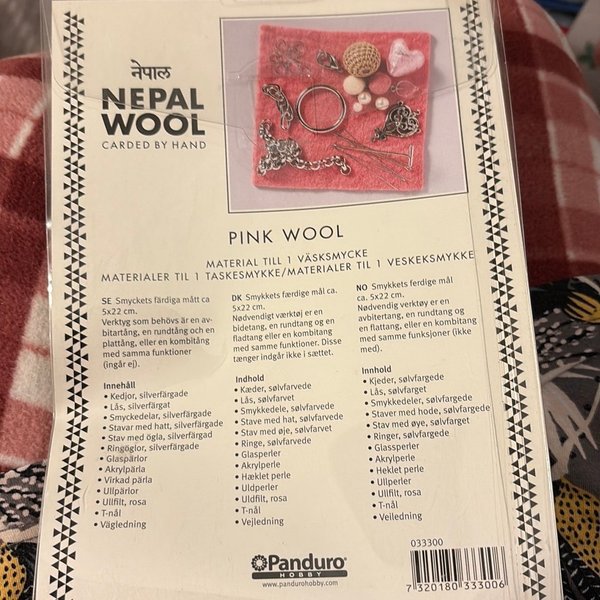 नेपाल
NEPAL
WOOL
CARDED BY HAND
PINK WOOL
MATERIAL TILL 1 VÄSKSMYCKE
MATERIALER TIL 1 TASKESMYKKE/MATERIALER TIL 1 VESKESMYKKE
SE Smyckets färdiga mått ca
5x22 cm.
Verktyg som behövs är en av-
bitartång, en rundtång och en
plattång, eller en kombitång
med samma funktioner
(ingår ej).
Innehåll
• Kedjor, silverfärgade
• Lås, silverfärgat
• Smyckedelar, silverfärgade
• Stavar med hatt, silverfärgade
• Stav med ögla, silverfärgad
• Ringöglor, silverfärgade
• Glaspärlor
• Akrylpärla
• Virkad pärla
• Ullpärlor
• Ullfilt, rosa
• T-nål
• Vägledning
DK Smykkets færdige mål ca.
5x22 cm.
Nødvendigt værktøj er en
bidetang, en rundtang og en
fladtang eller en kombitang
med samme funktioner. Disse
tænger indgår ikke i sættet.
Indhold
• Kæder, sølvfarvede
• Lås, sølvfarvet
• Smykkedele, sølvfarvede
• Stave med hat, sølvfarvede
• Stav med øje, sølvfarvet
• Ringe, sølvfarvede
• Glasperler
• Akrylperle
• Hæklet perle
• Uldperler
• Uldfilt, rosa
• T-nål
• Vejledning
NO Smykkets ferdige mål
ca. 5x22 cm.
Nødvendig verktøy er en
avbitertang, en rundtang og
en flattang, eller en kombitang
med samme funksjoner (ikke
med).
Innhold
• Kjeder, sølvfargede
• Lås, sølvfarget
• Smykkedeler, sølvfargede
• Staver med hode, sølvfargede
• Stav med øye, sølvfarget
• Ringer, sølvfarget
• Glassperler
• Akrylperle
• Heklet perle
• Ullperler
• Ullfilt, rosa
• T-nål
• Veiledning
Panduro®
HOBBY
www.pandurohobby.com
033300
7 320180 333006